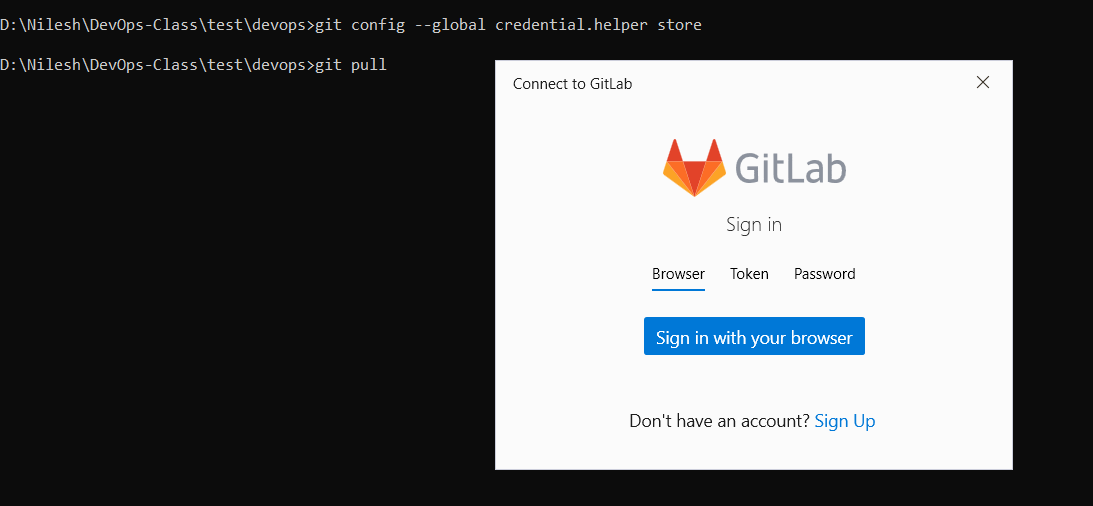 D:\Nilesh\DevOps-Class\test\devops>git config --global credential.helper store
D:\Nilesh\DevOps-Class\test\devops>git pull
Connect to GitLab
GitLab
Sign in
Browser Token Password
Sign in with your browser
Don't have an account? Sign Up